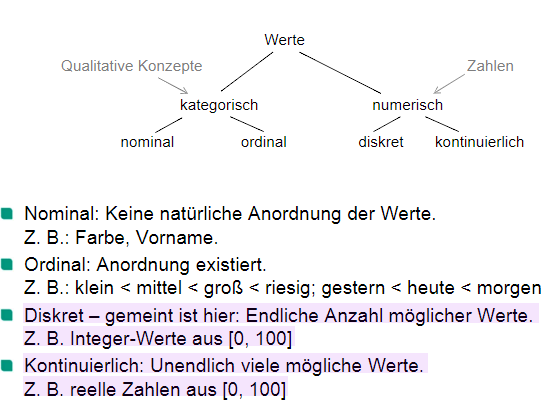 Werte
Qualitative Konzepte
Zahlen
kategorisch
numerisch
nominal
ordinal
diskret
kontinuierlich
Nominal: Keine natürliche Anordnung der Werte.
Z. B.: Farbe, Vorname.
Ordinal: Anordnung existiert.
Z. B.: klein < mittel < groß < riesig; gestern < heute < morgen
Diskret – gemeint ist hier: Endliche Anzahl möglicher Werte.
Z. B. Integer-Werte aus [0, 100]
Kontinuierlich: Unendlich viele mögliche Werte.
Z. B. reelle Zahlen aus [0, 100]